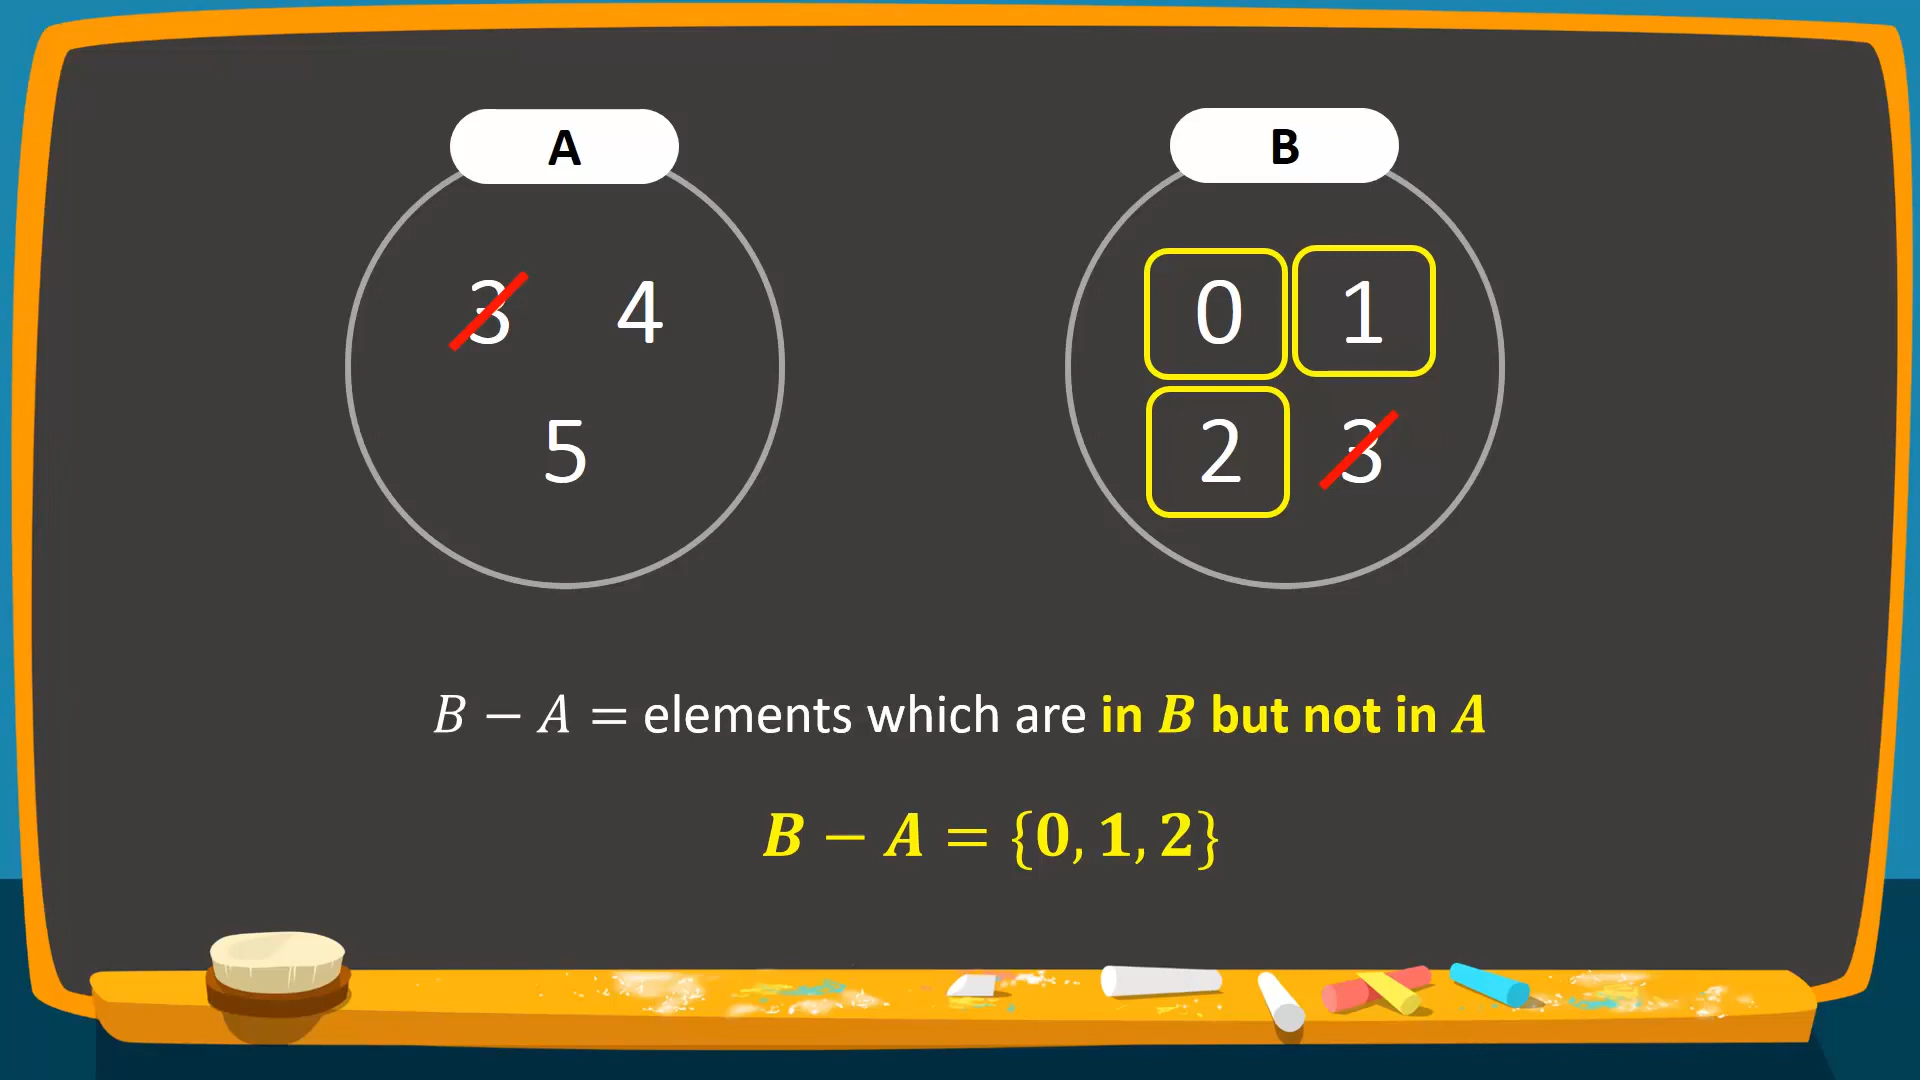 A
B
3 4
5
0 1
2 3
B − A = elements which are in B but not in A
B − A = {0, 1, 2}